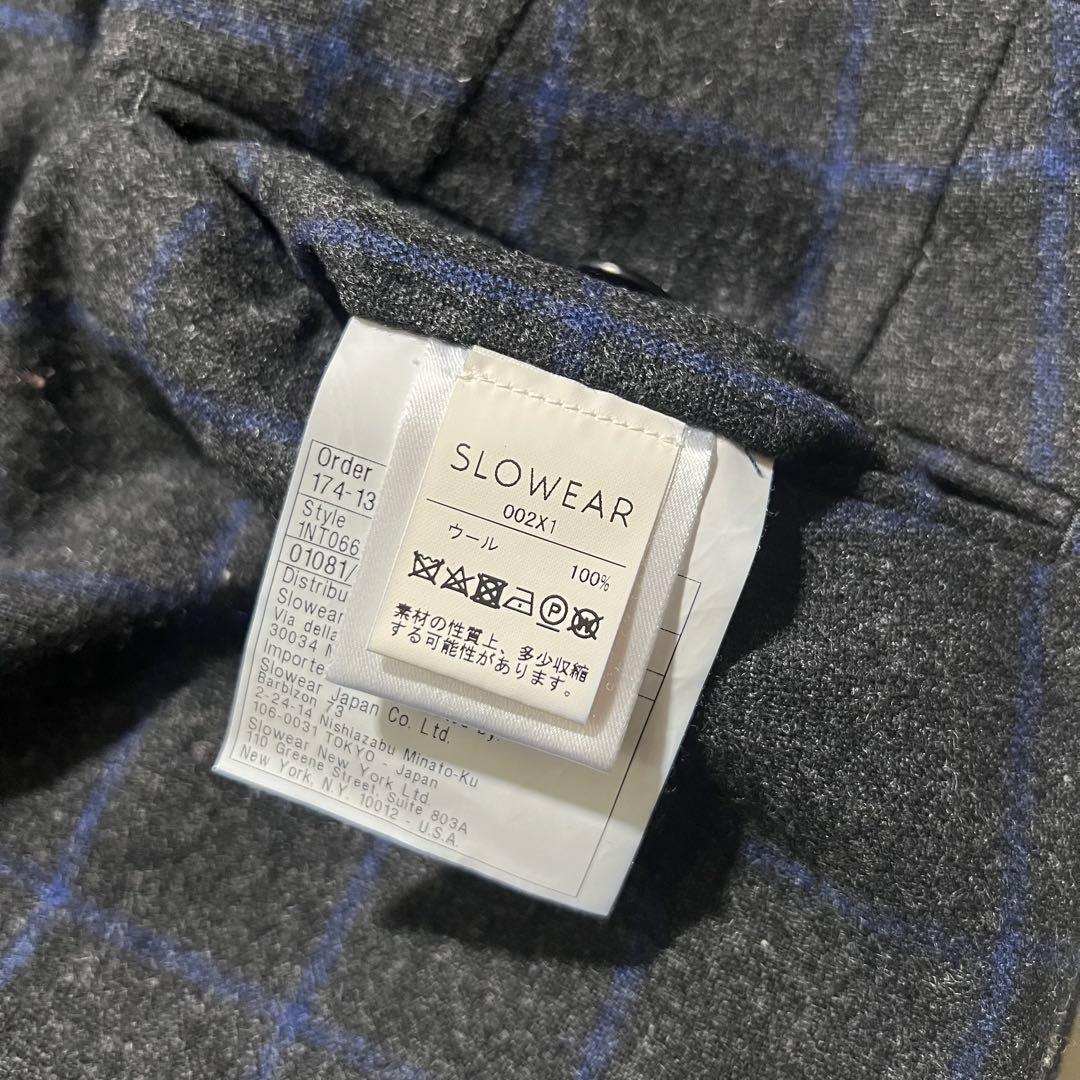 SLOWEAR
002X1
ウール
100%
P W
素材の性質上、多少収縮
する可能性があります。
Order
174-13
Style
1NT066
01081/
Distribu
Slowear
Via della
30034
Importe
by:
Slowear Japan Co. Ltd.
Barbizon 73
2-24-14 Nishiazabu Minato-Ku
106-0031 TOKYO - Japan
Slowear New York Ltd.
110 Greene Street, Suite 803A
New York, N.Y. 10012 - U.S.A.